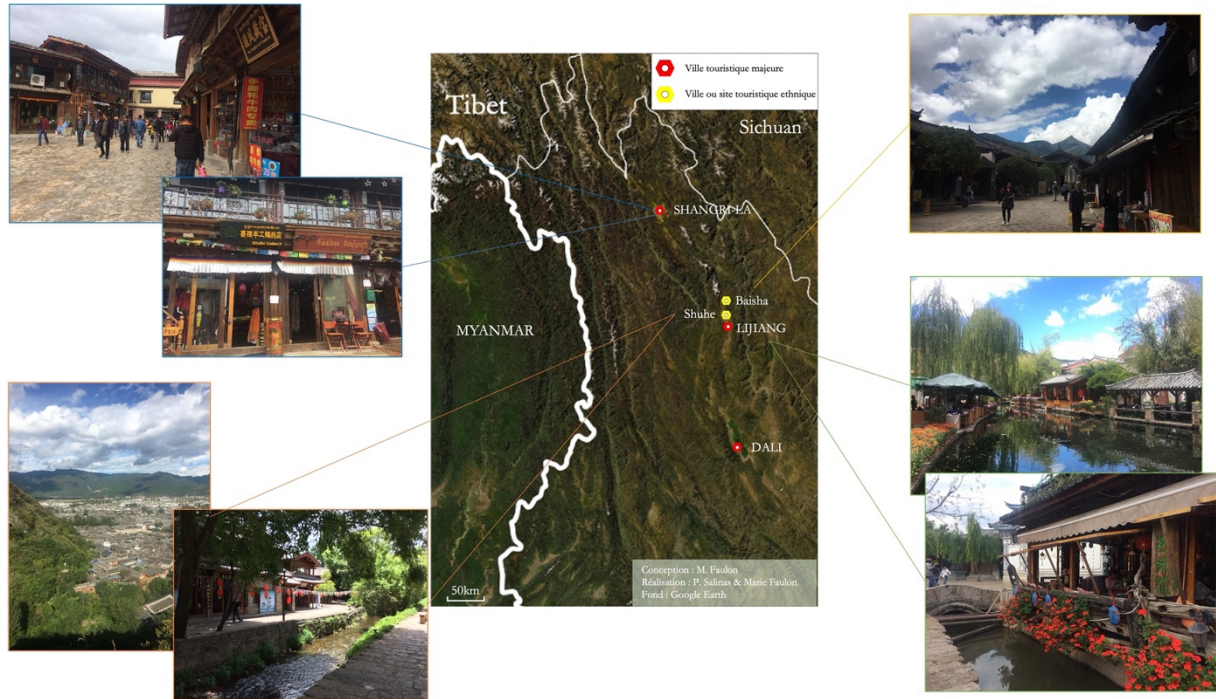 Ville touristique majeure
Ville ou site touristique ethnique
Tibet
Sichuan
SHANGRI-LA
MYANMAR
Baisha
Shuhe
LIJIANG
DALI
50km
Conception : M. Faulon
Réalisation : P. Salinas & Marie Faulon
Fond : Google Earth